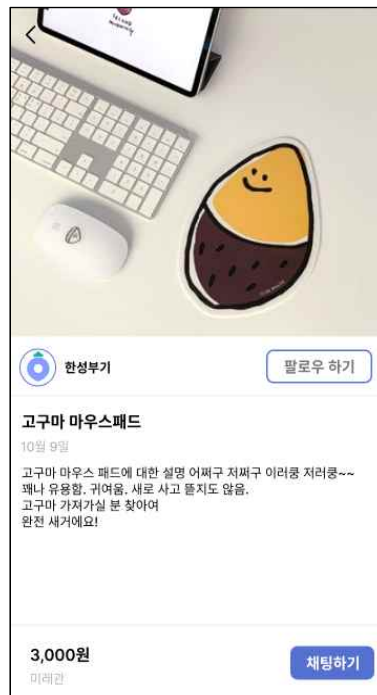 한성부기
팔로우 하기
고구마 마우스패드
10월 9일
고구마 마우스 패드에 대한 설명 어쩌구 저쩌구 이러쿵 저러쿵~~
꽤나 유용함. 귀여움. 새로 사고 뜯지도 않음.
고구마 가져가실 분 찾아여
완전 새거에요!
3,000원
미래관
채팅하기